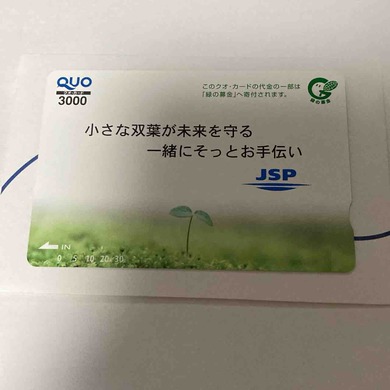 QUO
クオ・カード
3000
このクオ・カードの代金の一部は
「緑の募金」へ寄付されます。
緑の募金
小さな双葉が未来を守る
一緒にそっとお手伝い
JSP
IN
0 5 10 20 30